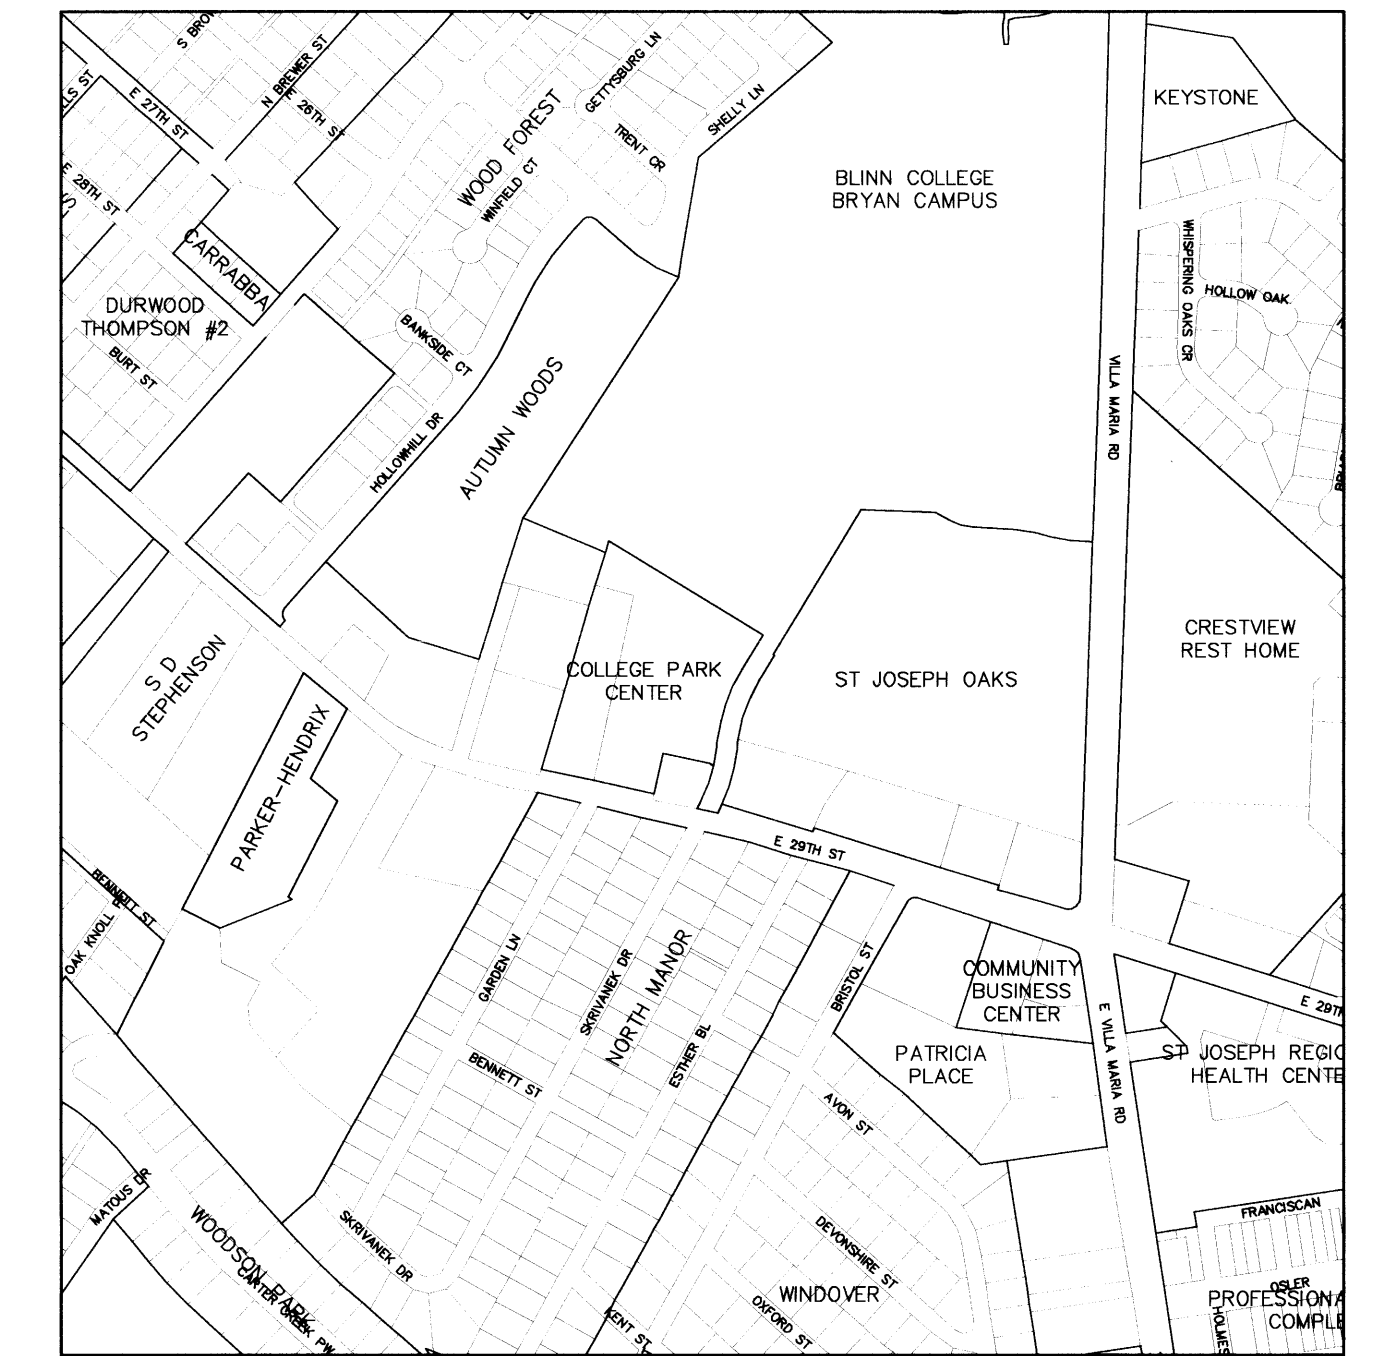 S BROW
N BREWER ST
GETTYSBURG LN
E 27TH ST
E 26TH ST
LLS ST
SHELLY LN
TRENT CR
WOOD FOREST
WINFIELD CT
KEYSTONE
BLINN COLLEGE
BRYAN CAMPUS
E 28TH ST
CARRABBA
DURWOOD
THOMPSON #2
BURT ST
BANKSIDE CT
WHISPERING OAKS CR
HOLLOW OAK
HOLLOWHILL DR
AUTUMN WOODS
VILLA MARIA RD
S D
STEPHENSON
PARKER-HENDRIX
COLLEGE PARK
CENTER
ST JOSEPH OAKS
CRESTVIEW
REST HOME
E 29TH ST
BENNETT ST
OAK KNOLL
GARDEN LN
SKRIVANEK DR
NORTH MANOR
ESTHER BL
BRISTOL ST
COMMUNITY
BUSINESS
CENTER
E VILLA MARIA RD
E 29TH
PATRICIA
PLACE
ST JOSEPH REGIO
HEALTH CENTE
BENNETT ST
AVON ST
MATOUS DR
WOODSON PARK
CARTER CREEK PW
SKRIVANEK DR
DEVONSHIRE ST
WINDOVER
OXFORD ST
KENT ST
FRANCISCAN
OSLER
PROFESSIONA
COMPLE
HOLMES